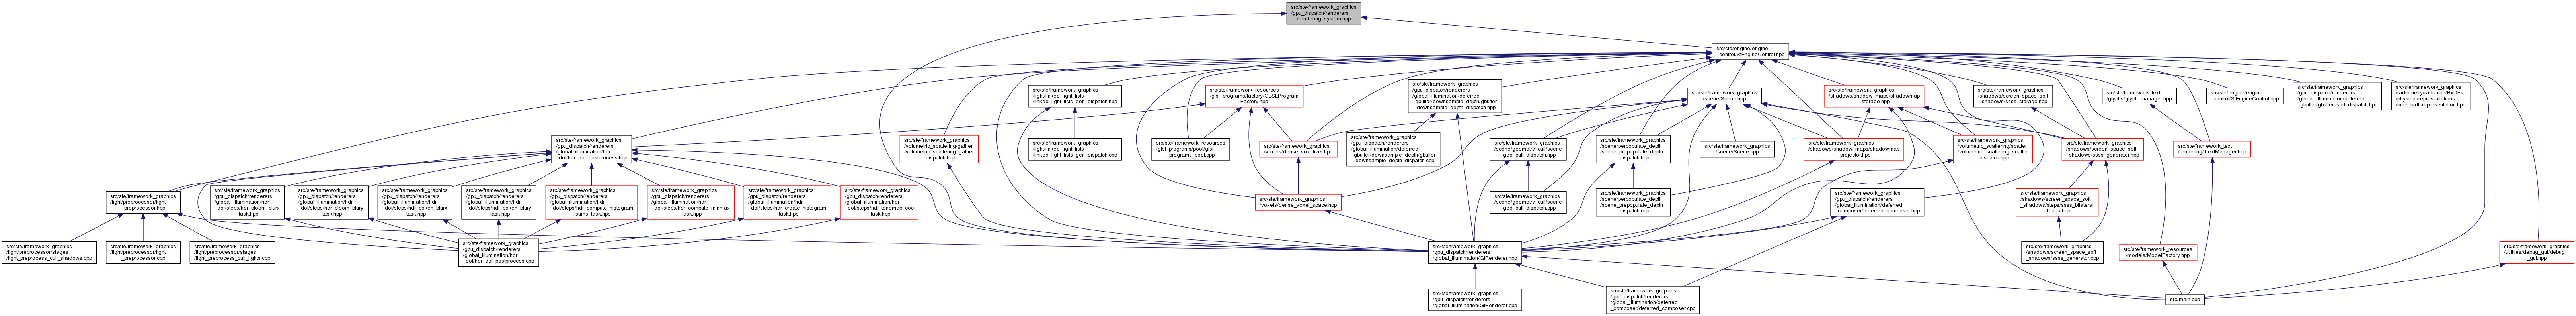 src/ste/framework_graphics
/gpu_dispatch/renderers
/rendering_system.hpp
src/ste/engine/engine
_control/StEngineControl.hpp
src/ste/framework_graphics
/light/linked_light_lists
/linked_light_lists_gen_dispatch.hpp
src/ste/framework_resources
/glsl_programs/factory/GLSLProgram
Factory.hpp
src/ste/framework_graphics
/gpu_dispatch/renderers
/global_illumination/deferred
_gbuffer/downsample_depth/gbuffer
_downsample_depth_dispatch.hpp
src/ste/framework_graphics
/scene/Scene.hpp
src/ste/framework_graphics
/shadows/shadow_maps/shadowmap
_storage.hpp
src/ste/framework_graphics
/shadows/screen_space_soft
_shadows/ssss_storage.hpp
src/ste/framework_text
/glyphs/glyph_manager.hpp
src/ste/engine/engine
_control/StEngineControl.cpp
src/ste/framework_graphics
/gpu_dispatch/renderers
/global_illumination/deferred
_gbuffer/gbuffer_sort_dispatch.hpp
src/ste/framework_graphics
/radiometry/radiance/BxDFs
/physical/representations
/bme_brdf_representation.hpp
src/ste/framework_graphics
/gpu_dispatch/renderers
/global_illumination/hdr
_dof/hdr_dof_postprocess.hpp
src/ste/framework_graphics
/volumetric_scattering/gather
/volumetric_scattering_gather
_dispatch.hpp
src/ste/framework_graphics
/light/linked_light_lists
/linked_light_lists_gen_dispatch.cpp
src/ste/framework_resources
/glsl_programs/pool/glsl
_programs_pool.cpp
src/ste/framework_graphics
/voxels/dense_voxelizer.hpp
src/ste/framework_graphics
/gpu_dispatch/renderers
/global_illumination/deferred
_gbuffer/downsample_depth/gbuffer
_downsample_depth_dispatch.cpp
src/ste/framework_graphics
/scene/geometry_cull/scene
_geo_cull_dispatch.hpp
src/ste/framework_graphics
/scene/perpopulate_depth
/scene_prepopulate_depth
_dispatch.hpp
src/ste/framework_graphics
/scene/Scene.cpp
src/ste/framework_graphics
/shadows/shadow_maps/shadowmap
_projector.hpp
src/ste/framework_graphics
/volumetric_scattering/scatter
/volumetric_scattering_scatter
_dispatch.hpp
src/ste/framework_graphics
/shadows/screen_space_soft
_shadows/ssss_generator.hpp
src/ste/framework_text
/rendering/TextManager.hpp
src/ste/framework_graphics
/light/preprocessor/light
_preprocessor.hpp
src/ste/framework_graphics
/gpu_dispatch/renderers
/global_illumination/hdr
_dof/steps/hdr_bloom_blurx
_task.hpp
src/ste/framework_graphics
/gpu_dispatch/renderers
/global_illumination/hdr
_dof/steps/hdr_bloom_blury
_task.hpp
src/ste/framework_graphics
/gpu_dispatch/renderers
/global_illumination/hdr
_dof/steps/hdr_bokeh_blurx
_task.hpp
src/ste/framework_graphics
/gpu_dispatch/renderers
/global_illumination/hdr
_dof/steps/hdr_bokeh_blury
_task.hpp
src/ste/framework_graphics
/gpu_dispatch/renderers
/global_illumination/hdr
_dof/steps/hdr_compute_histogram
_sums_task.hpp
src/ste/framework_graphics
/gpu_dispatch/renderers
/global_illumination/hdr
_dof/steps/hdr_compute_minmax
_task.hpp
src/ste/framework_graphics
/gpu_dispatch/renderers
/global_illumination/hdr
_dof/steps/hdr_create_histogram
_task.hpp
src/ste/framework_graphics
/gpu_dispatch/renderers
/global_illumination/hdr
_dof/steps/hdr_tonemap_coc
_task.hpp
src/ste/framework_graphics
/voxels/dense_voxel_space.hpp
src/ste/framework_graphics
/scene/geometry_cull/scene
_geo_cull_dispatch.cpp
src/ste/framework_graphics
/scene/perpopulate_depth
/scene_prepopulate_depth
_dispatch.cpp
src/ste/framework_graphics
/gpu_dispatch/renderers
/global_illumination/deferred
_composer/deferred_composer.hpp
src/ste/framework_graphics
/shadows/screen_space_soft
_shadows/steps/ssss_bilateral
_blur_x.hpp
src/ste/framework_graphics
/light/preprocessor/stages
/light_preprocess_cull_shadows.cpp
src/ste/framework_graphics
/light/preprocessor/light
_preprocessor.cpp
src/ste/framework_graphics
/light/preprocessor/stages
/light_preprocess_cull_lights.cpp
src/ste/framework_graphics
/gpu_dispatch/renderers
/global_illumination/hdr
_dof/hdr_dof_postprocess.cpp
src/ste/framework_graphics
/gpu_dispatch/renderers
/global_illumination/GIRenderer.hpp
src/ste/framework_graphics
/shadows/screen_space_soft
_shadows/ssss_generator.cpp
src/ste/framework_resources
/models/ModelFactory.hpp
src/ste/framework_graphics
/utilities/debug_gui/debug
_gui.hpp
src/ste/framework_graphics
/gpu_dispatch/renderers
/global_illumination/GIRenderer.cpp
src/ste/framework_graphics
/gpu_dispatch/renderers
/global_illumination/deferred
_composer/deferred_composer.cpp
src/main.cpp